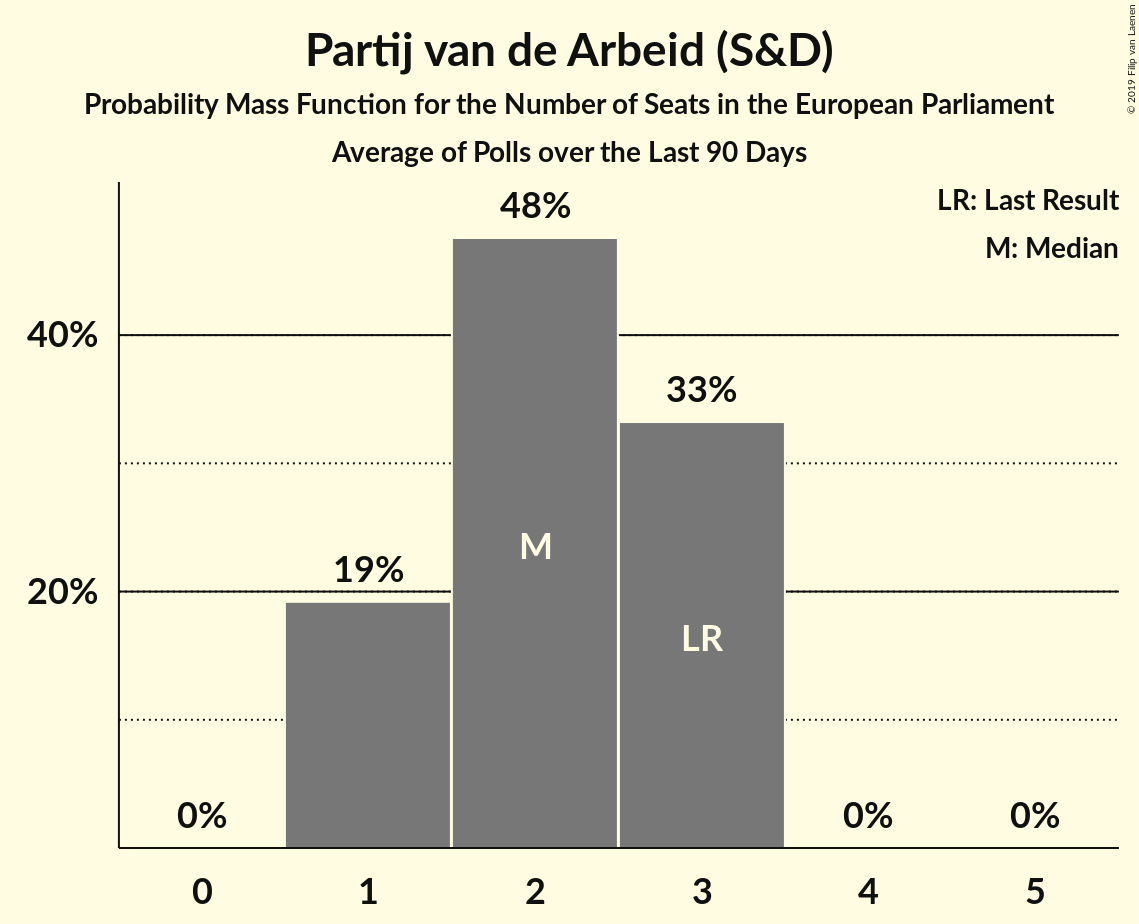 Partij van de Arbeid (S&D)
Probability Mass Function for the Number of Seats in the European Parliament
Average of Polls over the Last 90 Days
© 2019 Filip van Laenen
LR: Last Result
M: Median
48%
40%
33%
M
19%
20%
LR
0%
0%
0%
0
1
2
3
4
5